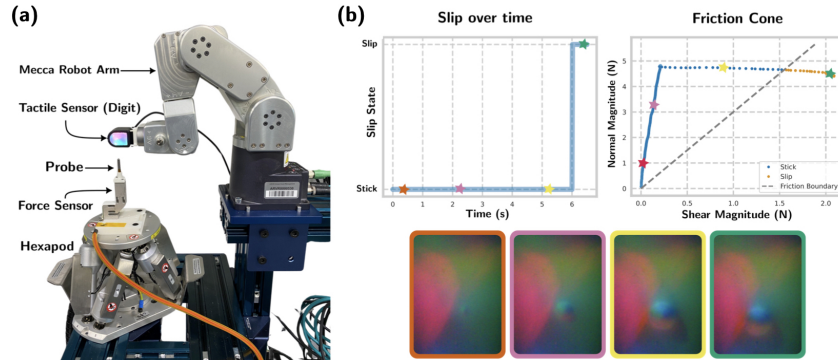 (a)
Mecca Robot Arm
Tactile Sensor (Digit)
Probe
Force Sensor
Hexapod
(b)
Slip over time
Slip
Stick
Slip State
0 1 2 3 4 5 6
Time (s)
Friction Cone
Normal Magnitude (N)
5
4
3
2
1
0
Stick
Slip
Friction Boundary
0.0 0.5 1.0 1.5 2.0
Shear Magnitude (N)